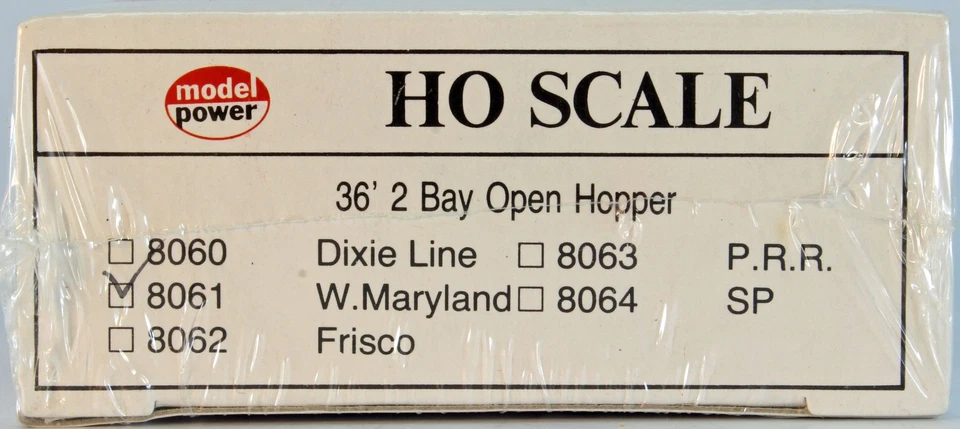 model
power
HO SCALE
36' 2 Bay Open Hopper
8060 Dixie Line 8063 P.R.R.
8061 W.Maryland 8064 SP
8062 Frisco